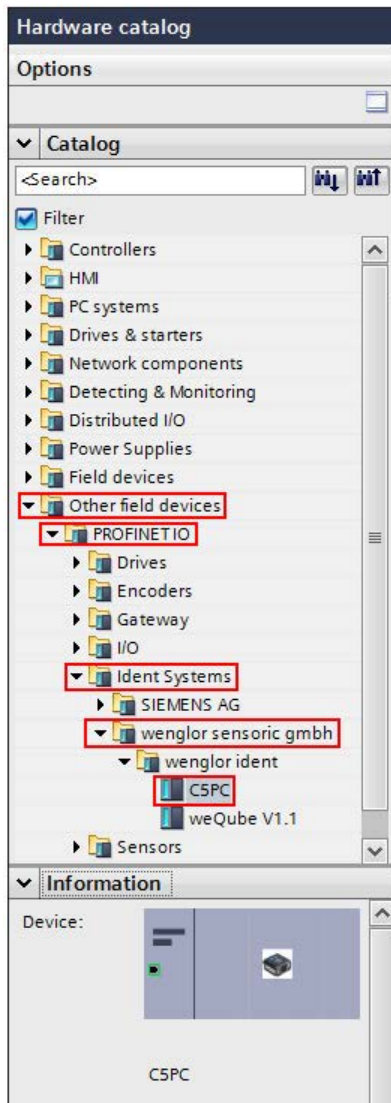 Hardware catalog
Options
Catalog
<Search>
Filter
Controllers
HMI
PC systems
Drives & starters
Network components
Detecting & Monitoring
Distributed I/O
Power Supplies
Field devices
Other field devices
PROFINET IO
Drives
Encoders
Gateway
I/O
Ident Systems
SIEMENS AG
wenglor sensoric gmbh
wenglor ident
C5PC
weQube V1.1
Sensors
Information
Device:
C5PC